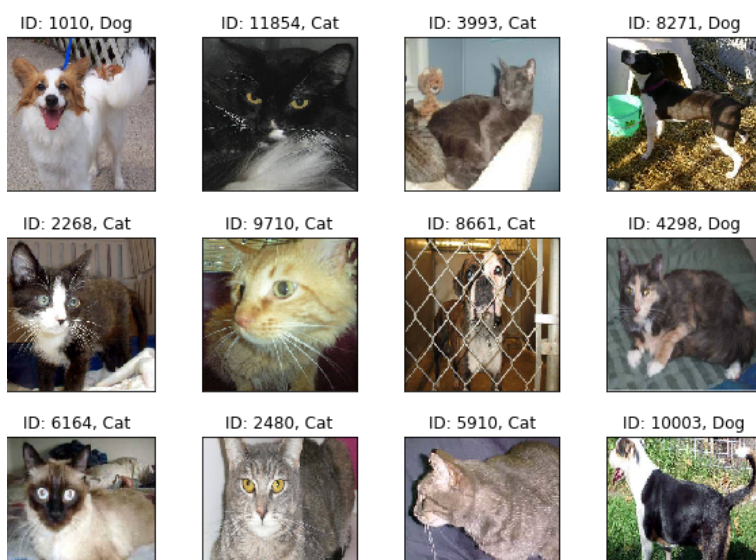 ID: 1010, Dog
ID: 11854, Cat
ID: 3993, Cat
ID: 8271, Dog
ID: 2268, Cat
ID: 9710, Cat
ID: 8661, Cat
ID: 4298, Dog
ID: 6164, Cat
ID: 2480, Cat
ID: 5910, Cat
ID: 10003, Dog